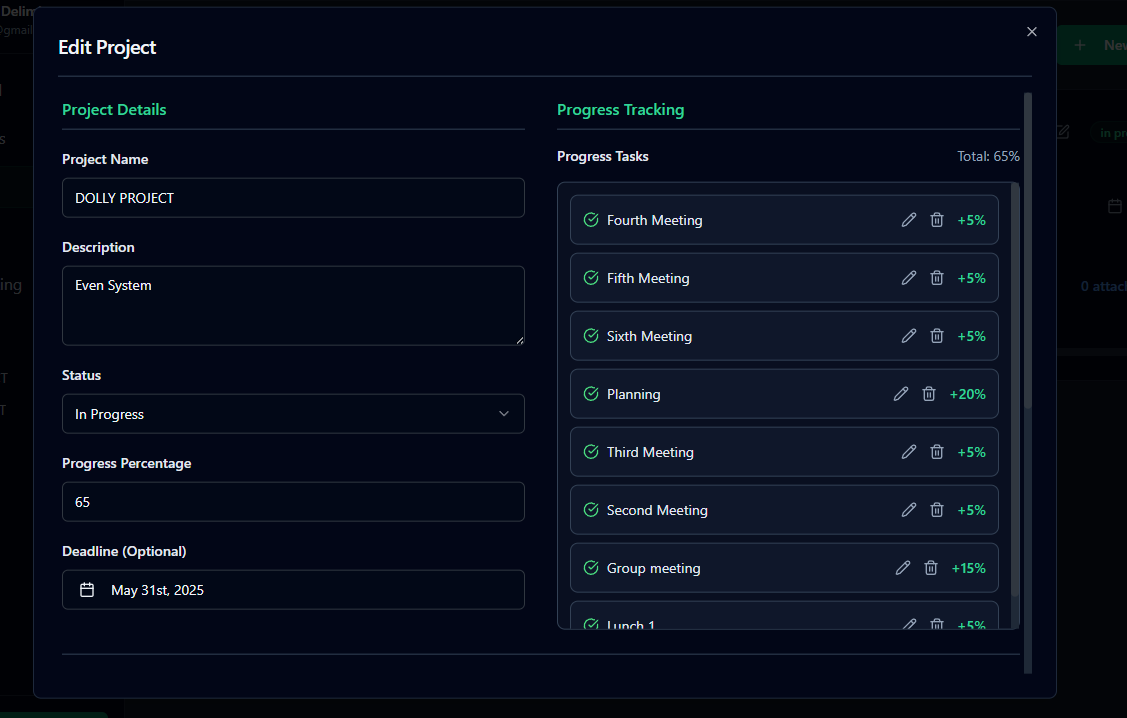 Delim
@gmail
Edit Project
New
Project Details
Progress Tracking
in pr
Project Name
Progress Tasks
Total: 65%
DOLLY PROJECT
Fourth Meeting
+5%
Description
Fifth Meeting
+5%
Even System
ing
0 attac
Sixth Meeting
+5%
Status
T
Planning
+20%
In Progress
T
Third Meeting
+5%
Progress Percentage
65
Second Meeting
+5%
Deadline (Optional)
Group meeting
+15%
May 31st, 2025
Lunch 1
+5%